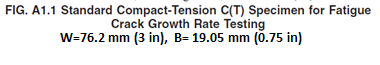 FIG. A1.1 Standard Compact-Tension C(T) Specimen for Fatigue
Crack Growth Rate Testing
W=76.2 mm (3 in), B= 19.05 mm (0.75 in)